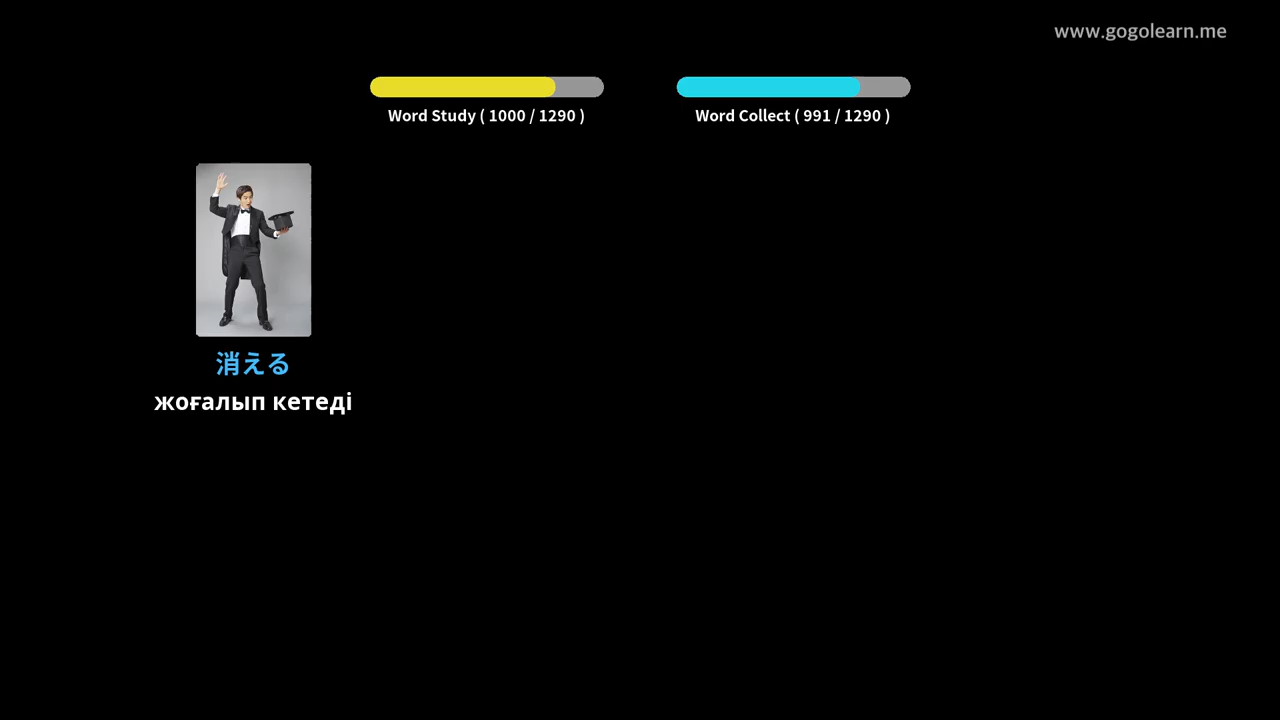 www.gogolearn.me
Word Study ( 1000 / 1290 )
Word Collect ( 991 / 1290 )
消える
жоғалып кетеді